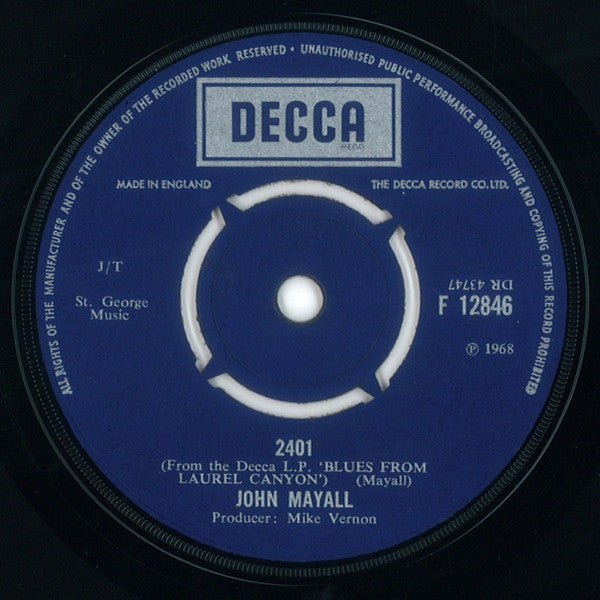 ALL RIGHTS OF THE MANUFACTURER AND OF THE OWNER OF THE RECORDED WORK RESERVED • UNAUTHORISED PUBLIC PERFORMANCE BROADCASTING AND COPYING OF THIS RECORD PROHIBITED
DECCA
REGD
MADE IN ENGLAND
THE DECCA RECORD CO. LTD.
J/T
St. George
Music
DR 43747
F 12846
℗ 1968
2401
(From the Decca L.P. 'BLUES FROM
LAUREL CANYON') (Mayall)
JOHN MAYALL
Producer: Mike Vernon